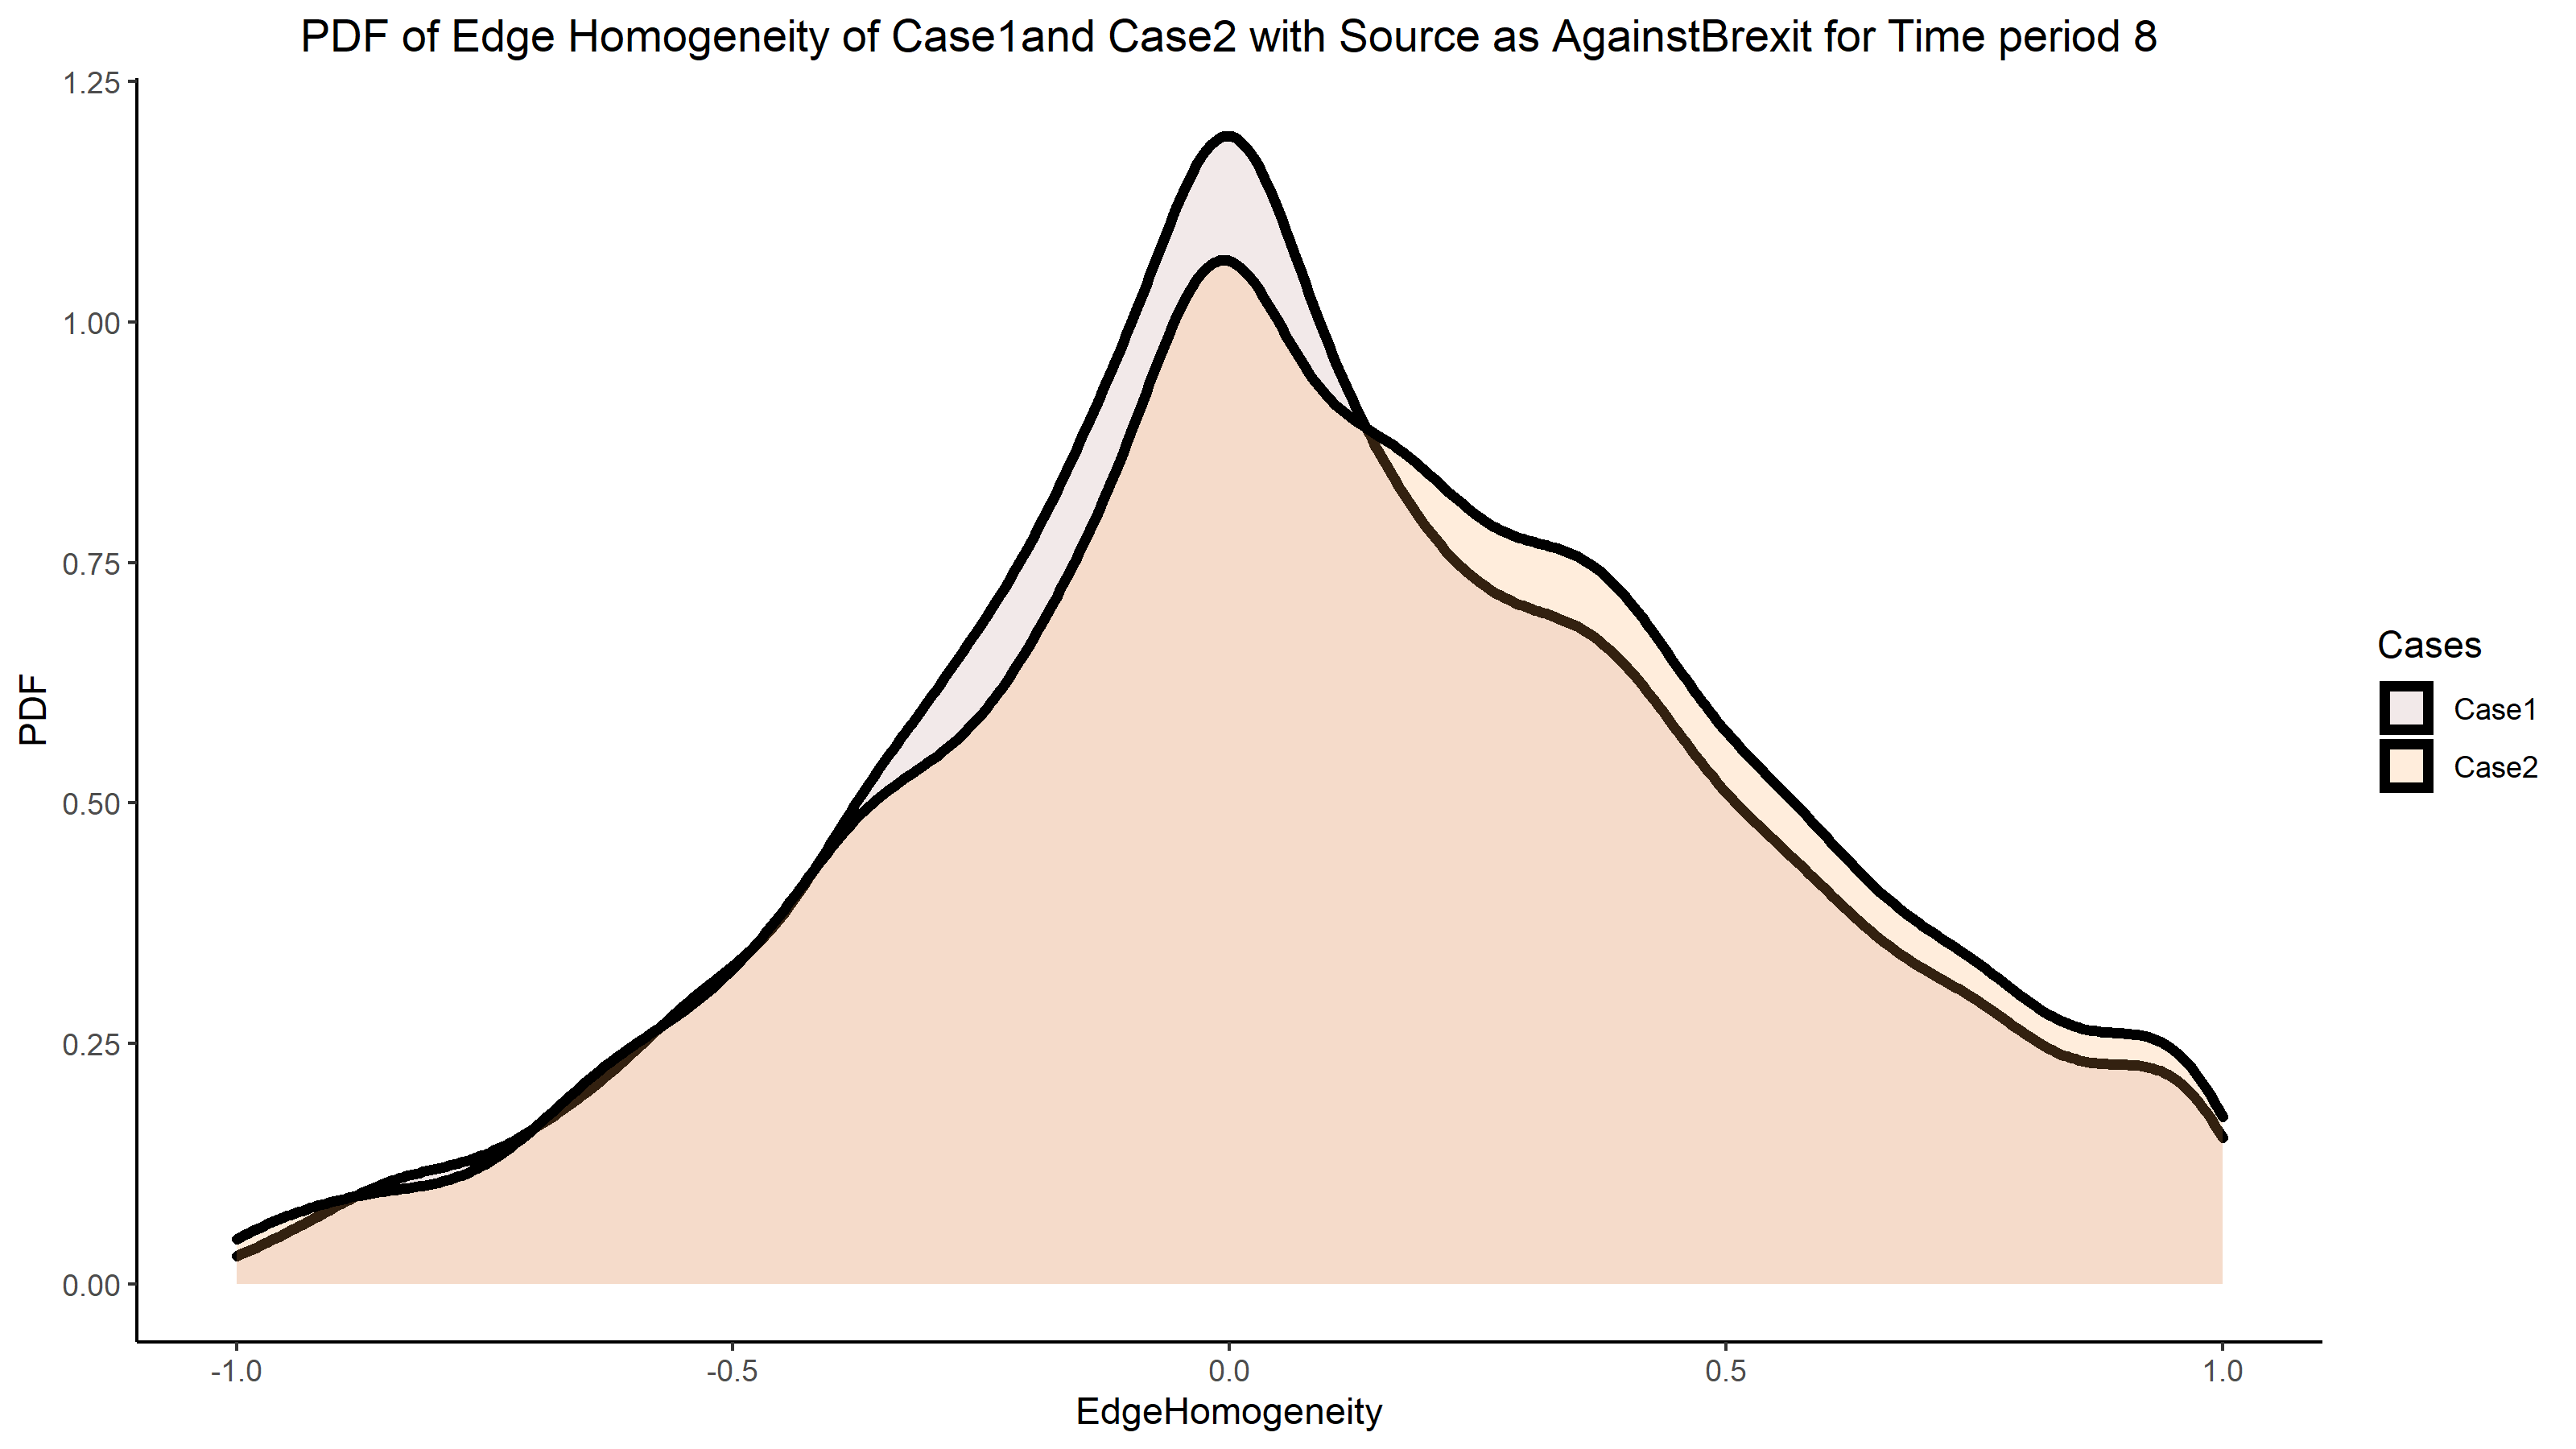 PDF of Edge Homogeneity of Case1and Case2 with Source as AgainstBrexit for Time period 8
1.25
1.00
0.75
0.50
0.25
0.00
PDF
-1.0 -0.5 0.0 0.5 1.0
EdgeHomogeneity
Cases
Case1
Case2